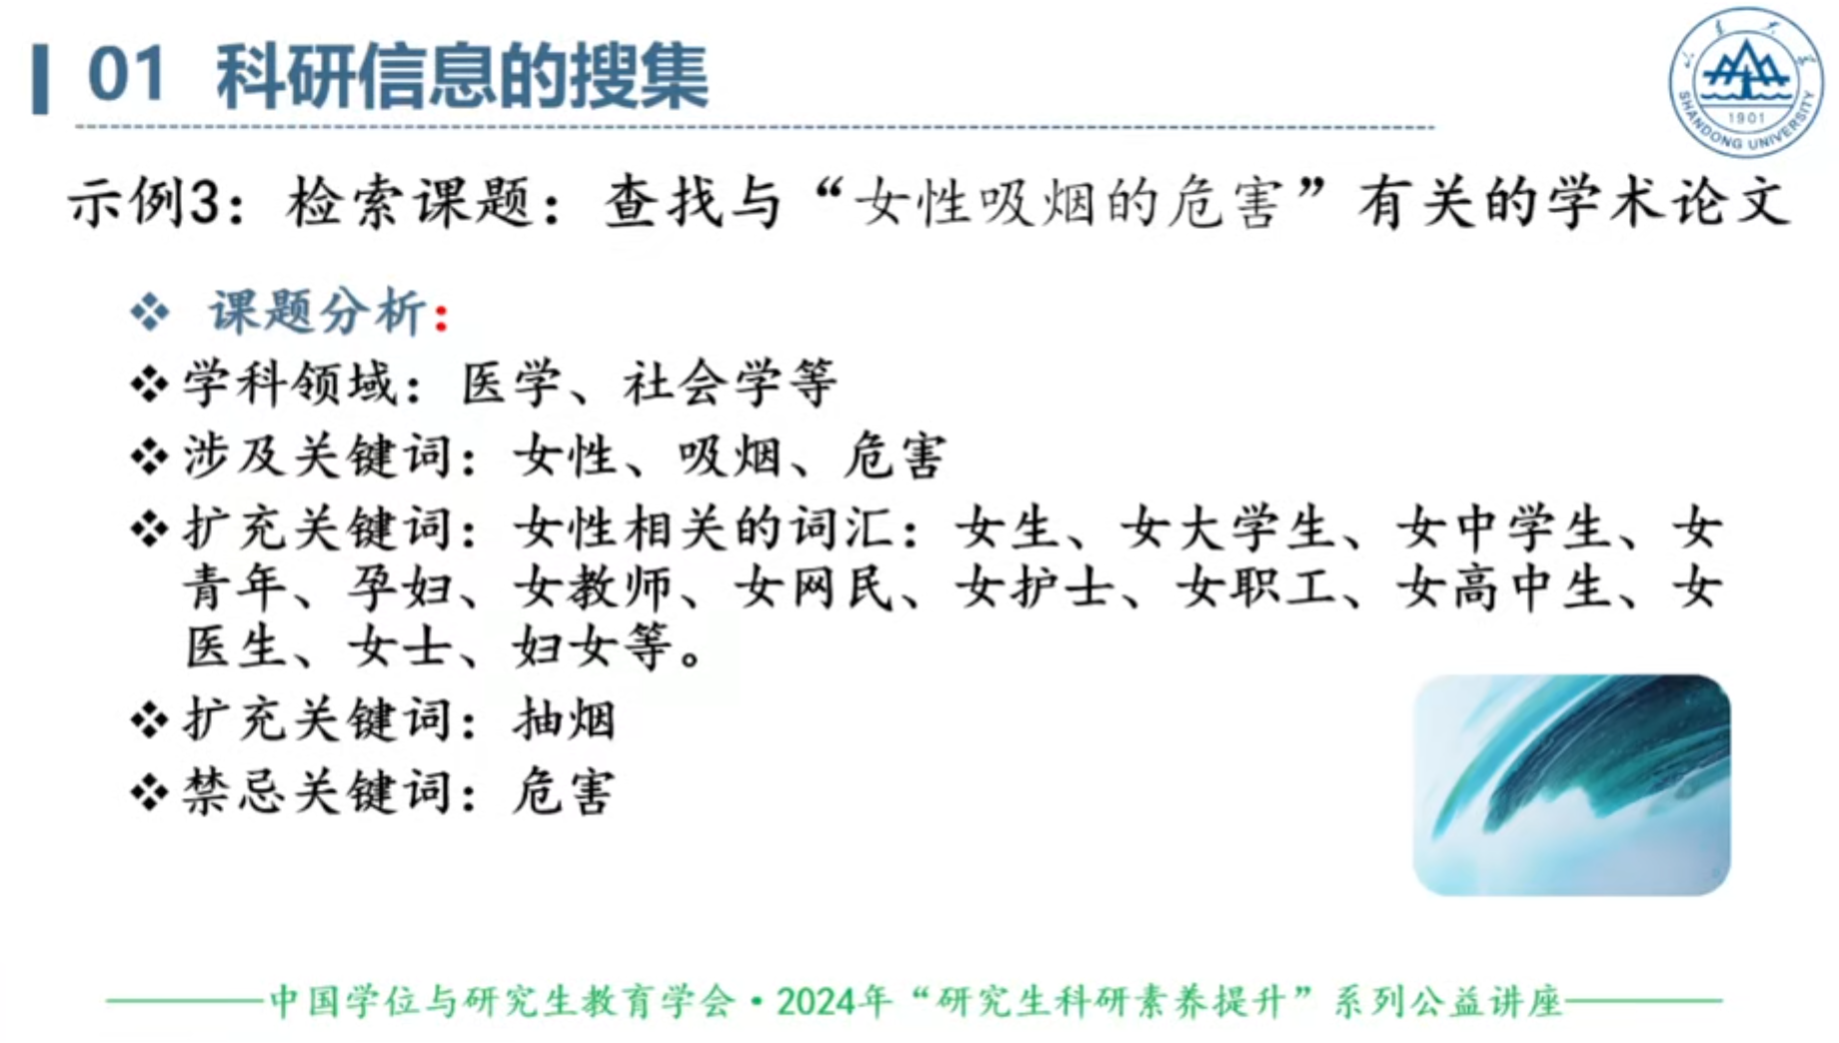 01 科研信息的搜集
SHANDONG UNIVERSITY
1901
示例3：检索课题：查找与“女性吸烟的危害”有关的学术论文
❖ 课题分析：
❖学科领域：医学、社会学等
❖涉及关键词：女性、吸烟、危害
❖扩充关键词：女性相关的词汇：女生、女大学生、女中学生、女
青年、孕妇、女教师、女网民、女护士、女职工、女高中生、女
医生、女士、妇女等。
❖扩充关键词：抽烟
❖禁忌关键词：危害
中国学位与研究生教育学会•2024年“研究生科研素养提升”系列公益讲座